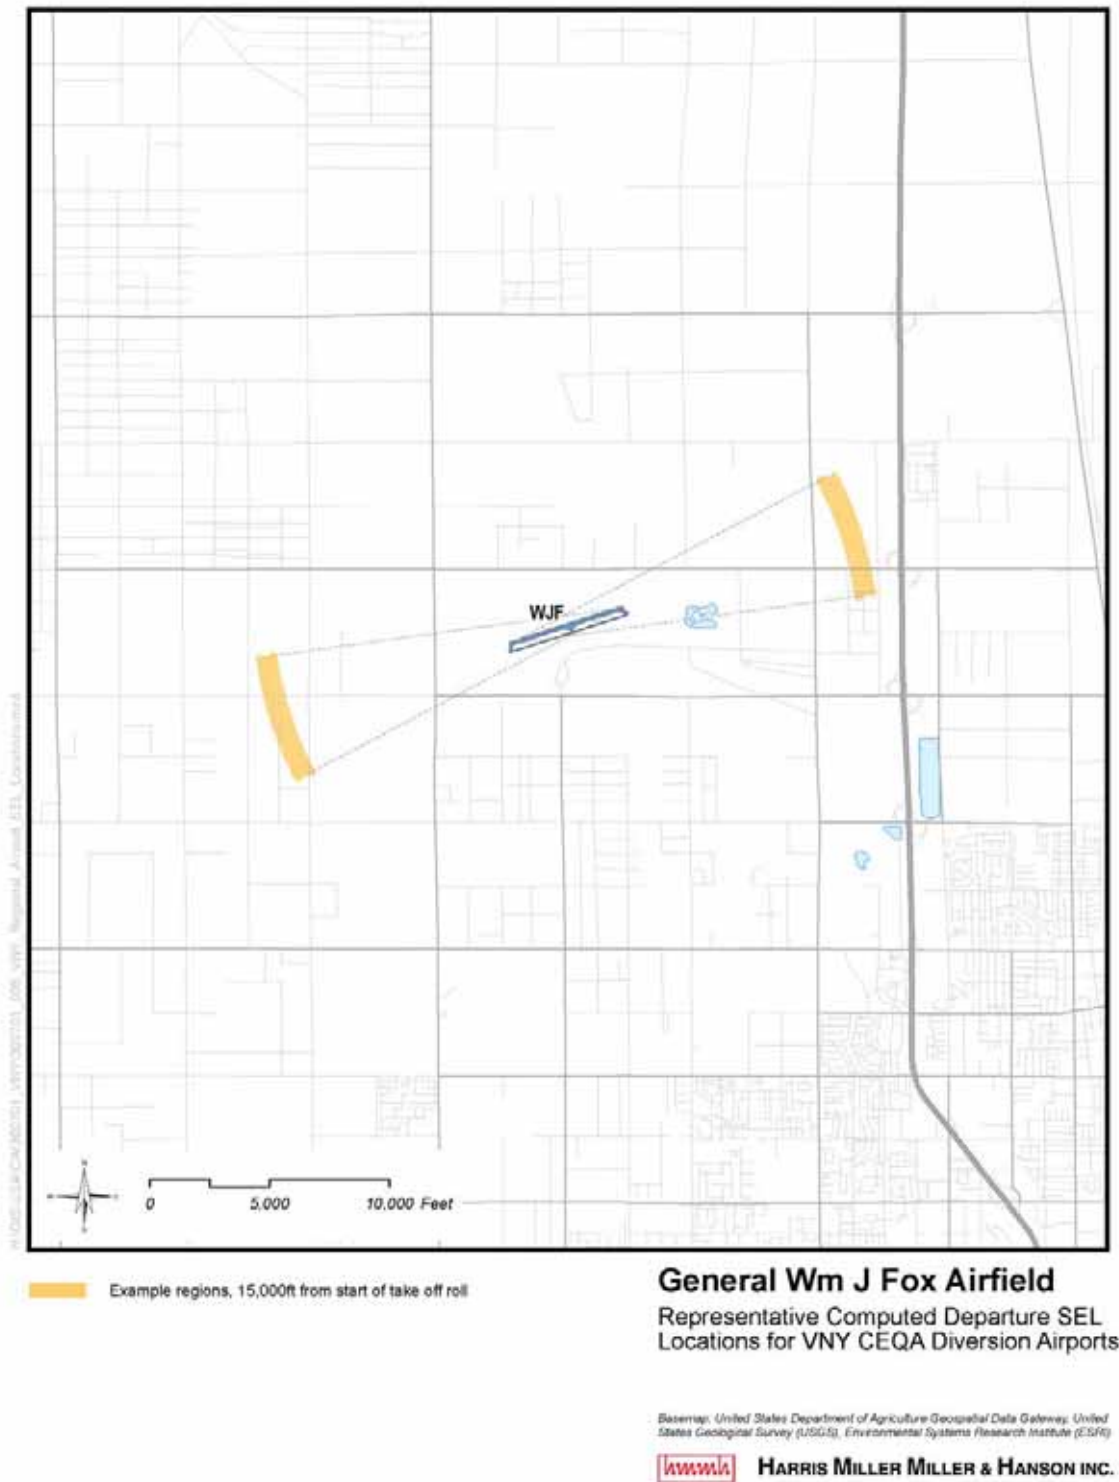 WJF
N
0
5,000
10,000 Feet
Example regions, 15,000ft from start of take off roll
General Wm J Fox Airfield
Representative Computed Departure SEL
Locations for VNY CEQA Diversion Airports
Basemap: United States Department of Agriculture Geospatial Data Gateway, United
States Geological Survey (USGS), Environmental Systems Research Institute (ESRI)
hmmh
HARRIS MILLER MILLER & HANSON INC.